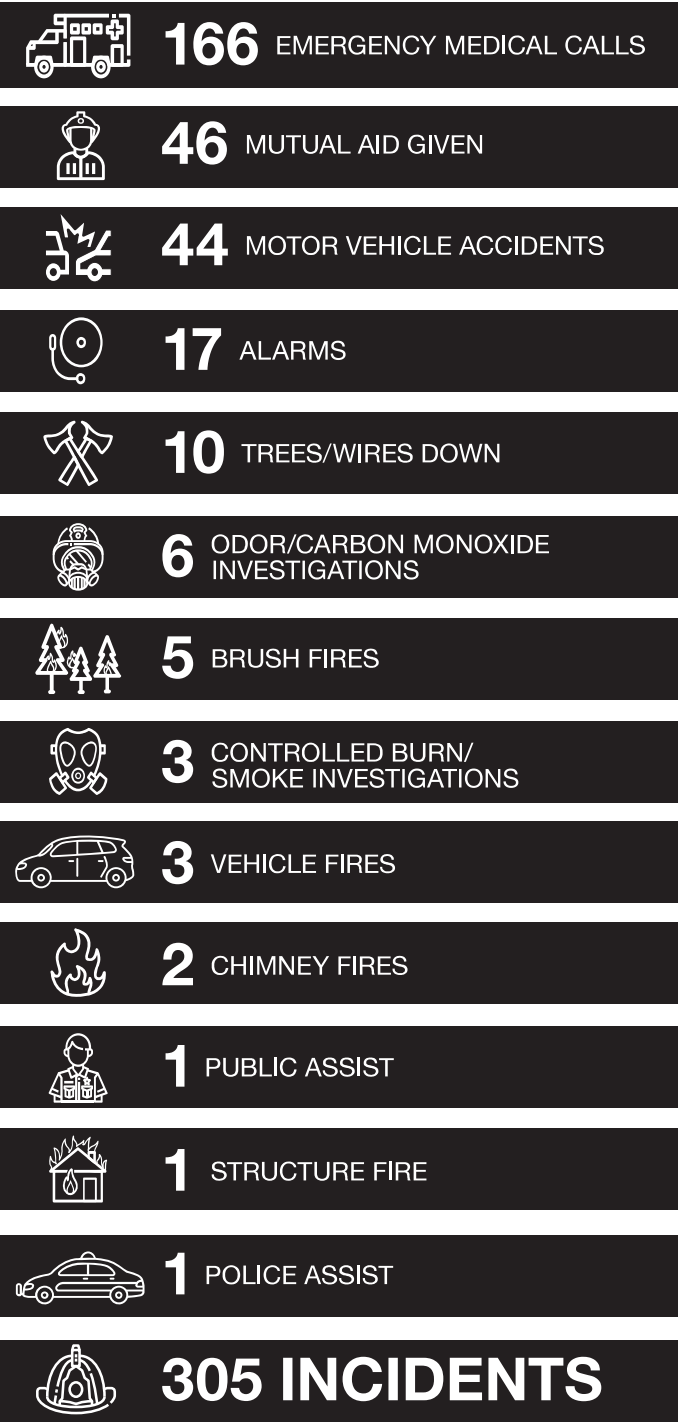 166 EMERGENCY MEDICAL CALLS
46 MUTUAL AID GIVEN
44 MOTOR VEHICLE ACCIDENTS
17 ALARMS
10 TREES/WIRES DOWN
6 ODOR/CARBON MONOXIDE
INVESTIGATIONS
5 BRUSH FIRES
3 CONTROLLED BURN/
SMOKE INVESTIGATIONS
3 VEHICLE FIRES
2 CHIMNEY FIRES
1 PUBLIC ASSIST
1 STRUCTURE FIRE
1 POLICE ASSIST
305 INCIDENTS